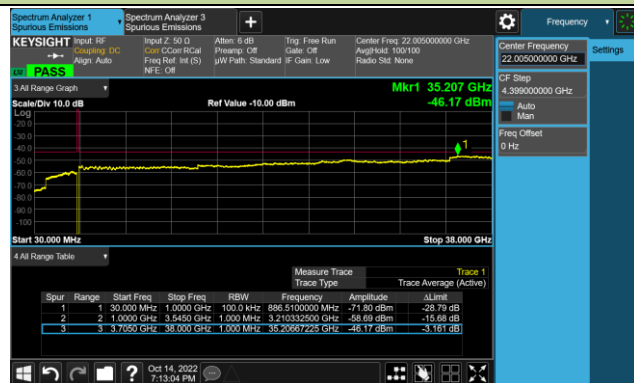 Spectrum Analyzer 1
Spurious Emissions
Spectrum Analyzer 3
Spurious Emissions
Frequency
KEYSIGHT
Input: RF
Coupling: DC
Align: Auto
Input Z: 50 Ω
Corr CCorr RCal
Freq Ref: Int (S)
NFE: Off
Atten: 6 dB
Preamp: Off
µW Path: Standard
Trig: Free Run
Gate: Off
IF Gain: Low
Center Freq: 22.005000000 GHz
Avg|Hold: 100/100
Radio Std: None
PASS
Center Frequency
22.005000000 GHz
Settings
CF Step
4.399000000 GHz
Auto
Man
Freq Offset
0 Hz
3 All Range Graph
Mkr1 35.207 GHz
Scale/Div 10.0 dB
Ref Value -10.00 dBm
-46.17 dBm
Log
-20.0
-30.0
-40.0
1
-50.0
-60.0
-70.0
-80.0
-90.0
-100
Start 30.000 MHz
Stop 38.000 GHz
4 All Range Table
Measure Trace Trace 1
Trace Type Trace Average (Active)
Spur Range Start Freq Stop Freq RBW Frequency Amplitude ΔLimit
1 1 30.000 MHz 1.0000 GHz 100.0 kHz 886.5100000 MHz -71.80 dBm -28.79 dB
2 2 1.0000 GHz 3.5450 GHz 1.000 MHz 3.210332500 GHz -58.69 dBm -15.68 dB
3 3 3.7050 GHz 38.000 GHz 1.000 MHz 35.20667225 GHz -46.17 dBm -3.161 dB
Oct 14, 2022
7:13:04 PM